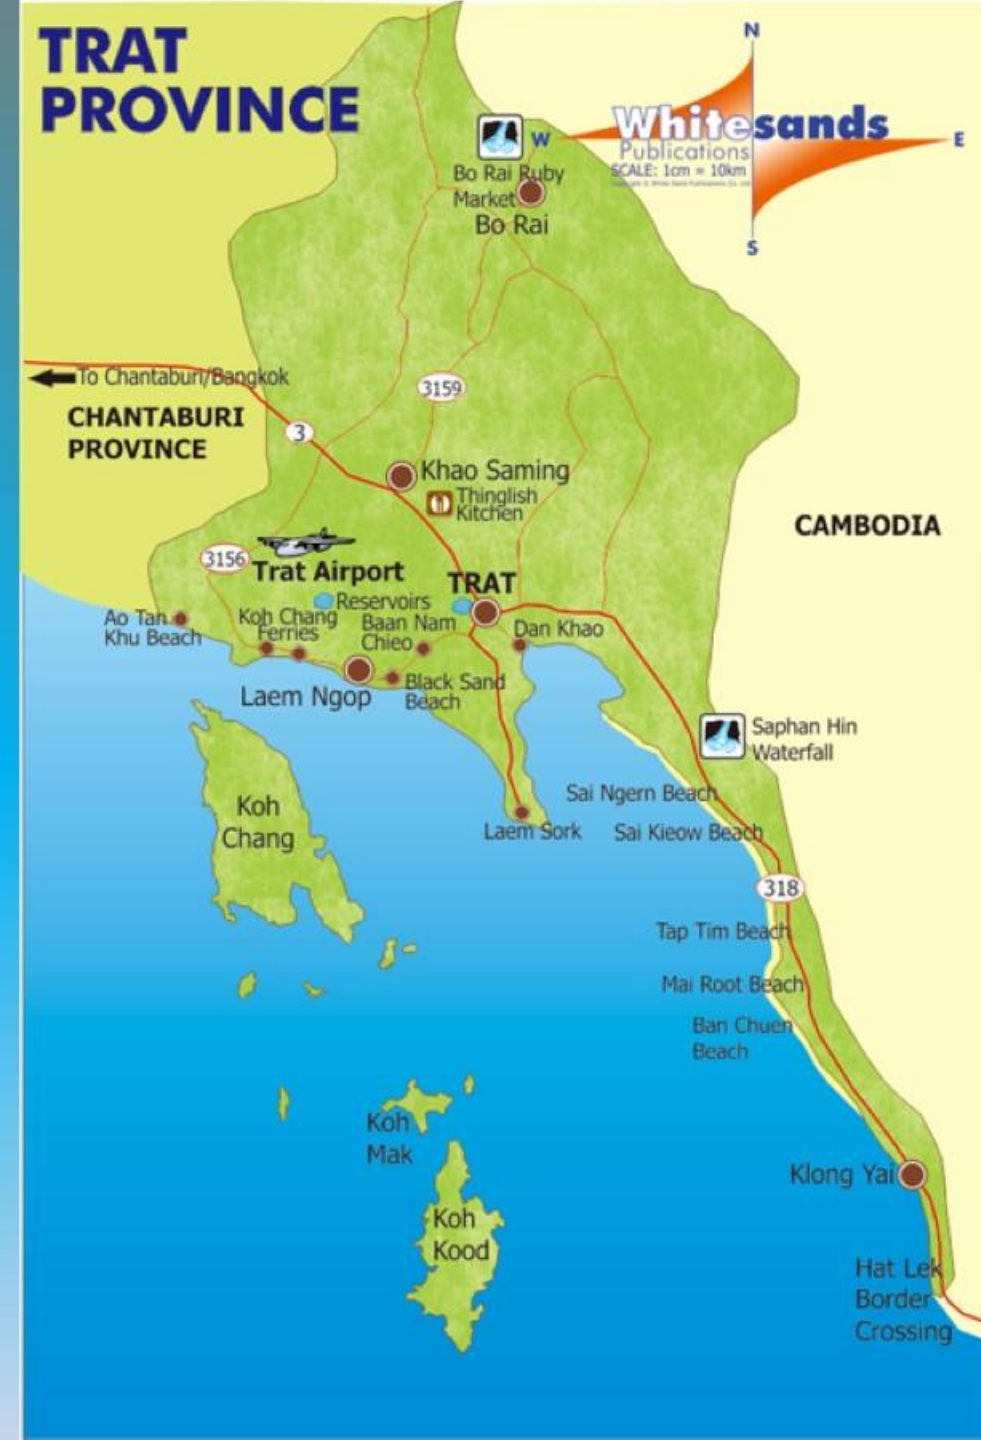 TRAT
PROVINCE
N
W
E
S
Whitesands
Publications
SCALE: 1cm = 10km
Bo Rai Ruby
Market
Bo Rai
To Chantaburi/Bangkok
3159
CHANTABURI
PROVINCE
3
Khao Saming
Thinglish
Kitchen
CAMBODIA
3156
Trat Airport
TRAT
Reservoirs
Ao Tan
Khu Beach
Koh Chang
Ferries
Baan Nam
Chieo
Dan Khao
Laem Ngop
Black Sand
Beach
Saphan Hin
Waterfall
Koh
Chang
Sai Ngern Beach
Laem Sork
Sai Kieow Beach
318
Tap Tim Beach
Mai Root Beach
Ban Chuen
Beach
Koh
Mak
Klong Yai
Koh
Kood
Hat Lek
Border
Crossing